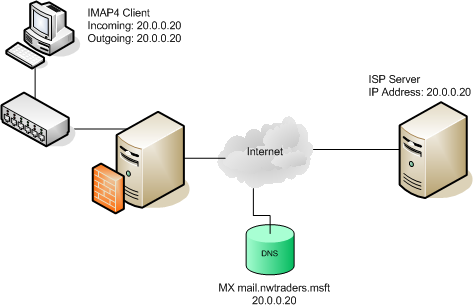 IMAP4 Client
Incoming: 20.0.0.20
Outgoing: 20.0.0.20
ISP Server
IP Address: 20.0.0.20
Internet
DNS
MX mail.nwtraders.msft
20.0.0.20